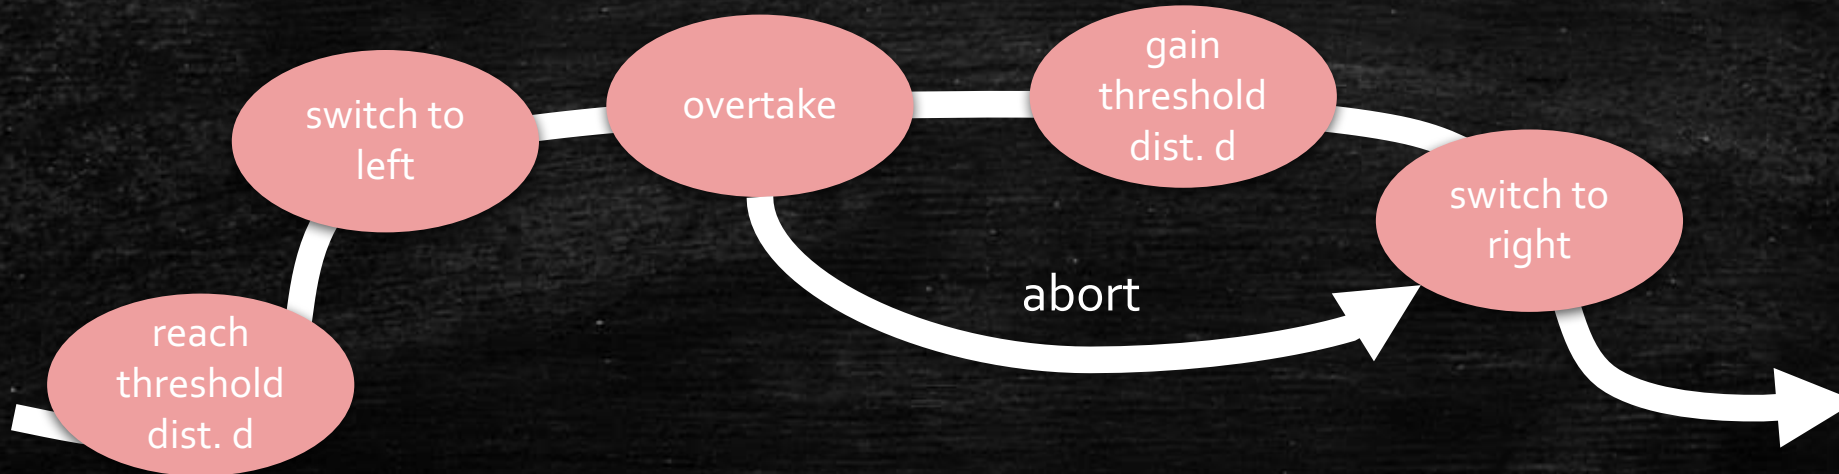 reach
threshold
dist. d
switch to
left
overtake
gain
threshold
dist. d
switch to
right
abort